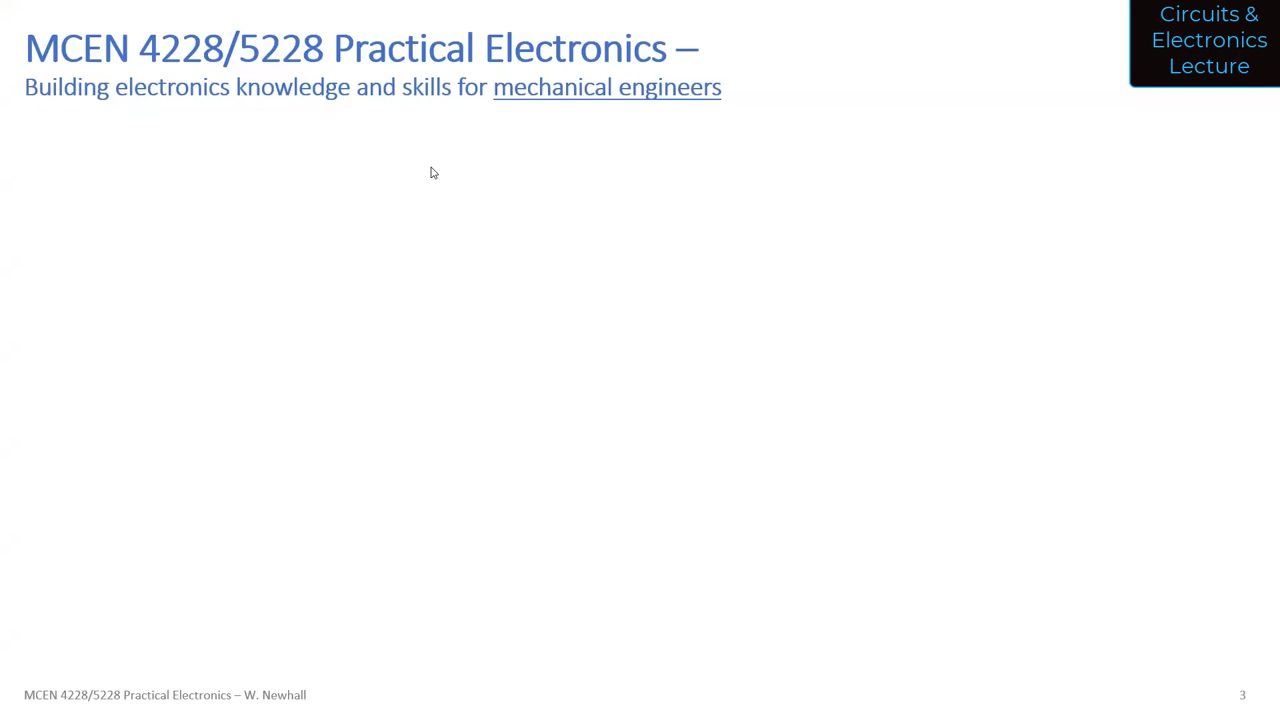 MCEN 4228/5228 Practical Electronics –
Building electronics knowledge and skills for mechanical engineers
Circuits &
Electronics
Lecture
MCEN 4228/5228 Practical Electronics – W. Newhall
3